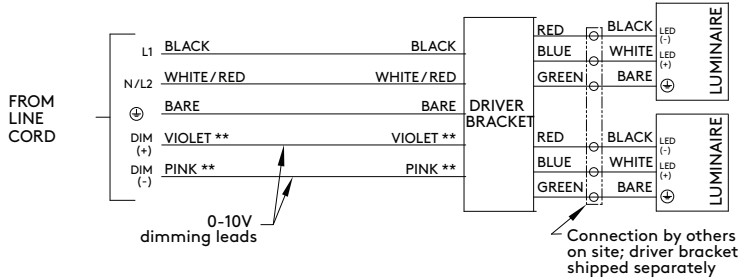 FROM
LINE
CORD
L1 BLACK BLACK
N/L2 WHITE/RED WHITE/RED
BARE BARE
DIM
(+) VIOLET ** VIOLET **
DIM
(-) PINK ** PINK **
0-10V
dimming leads
DRIVER
BRACKET
RED BLACK LED
(-)
BLUE WHITE LED
(+)
GREEN BARE
LUMINAIRE
RED BLACK LED
(-)
BLUE WHITE LED
(+)
GREEN BARE
LUMINAIRE
Connection by others
on site; driver bracket
shipped separately